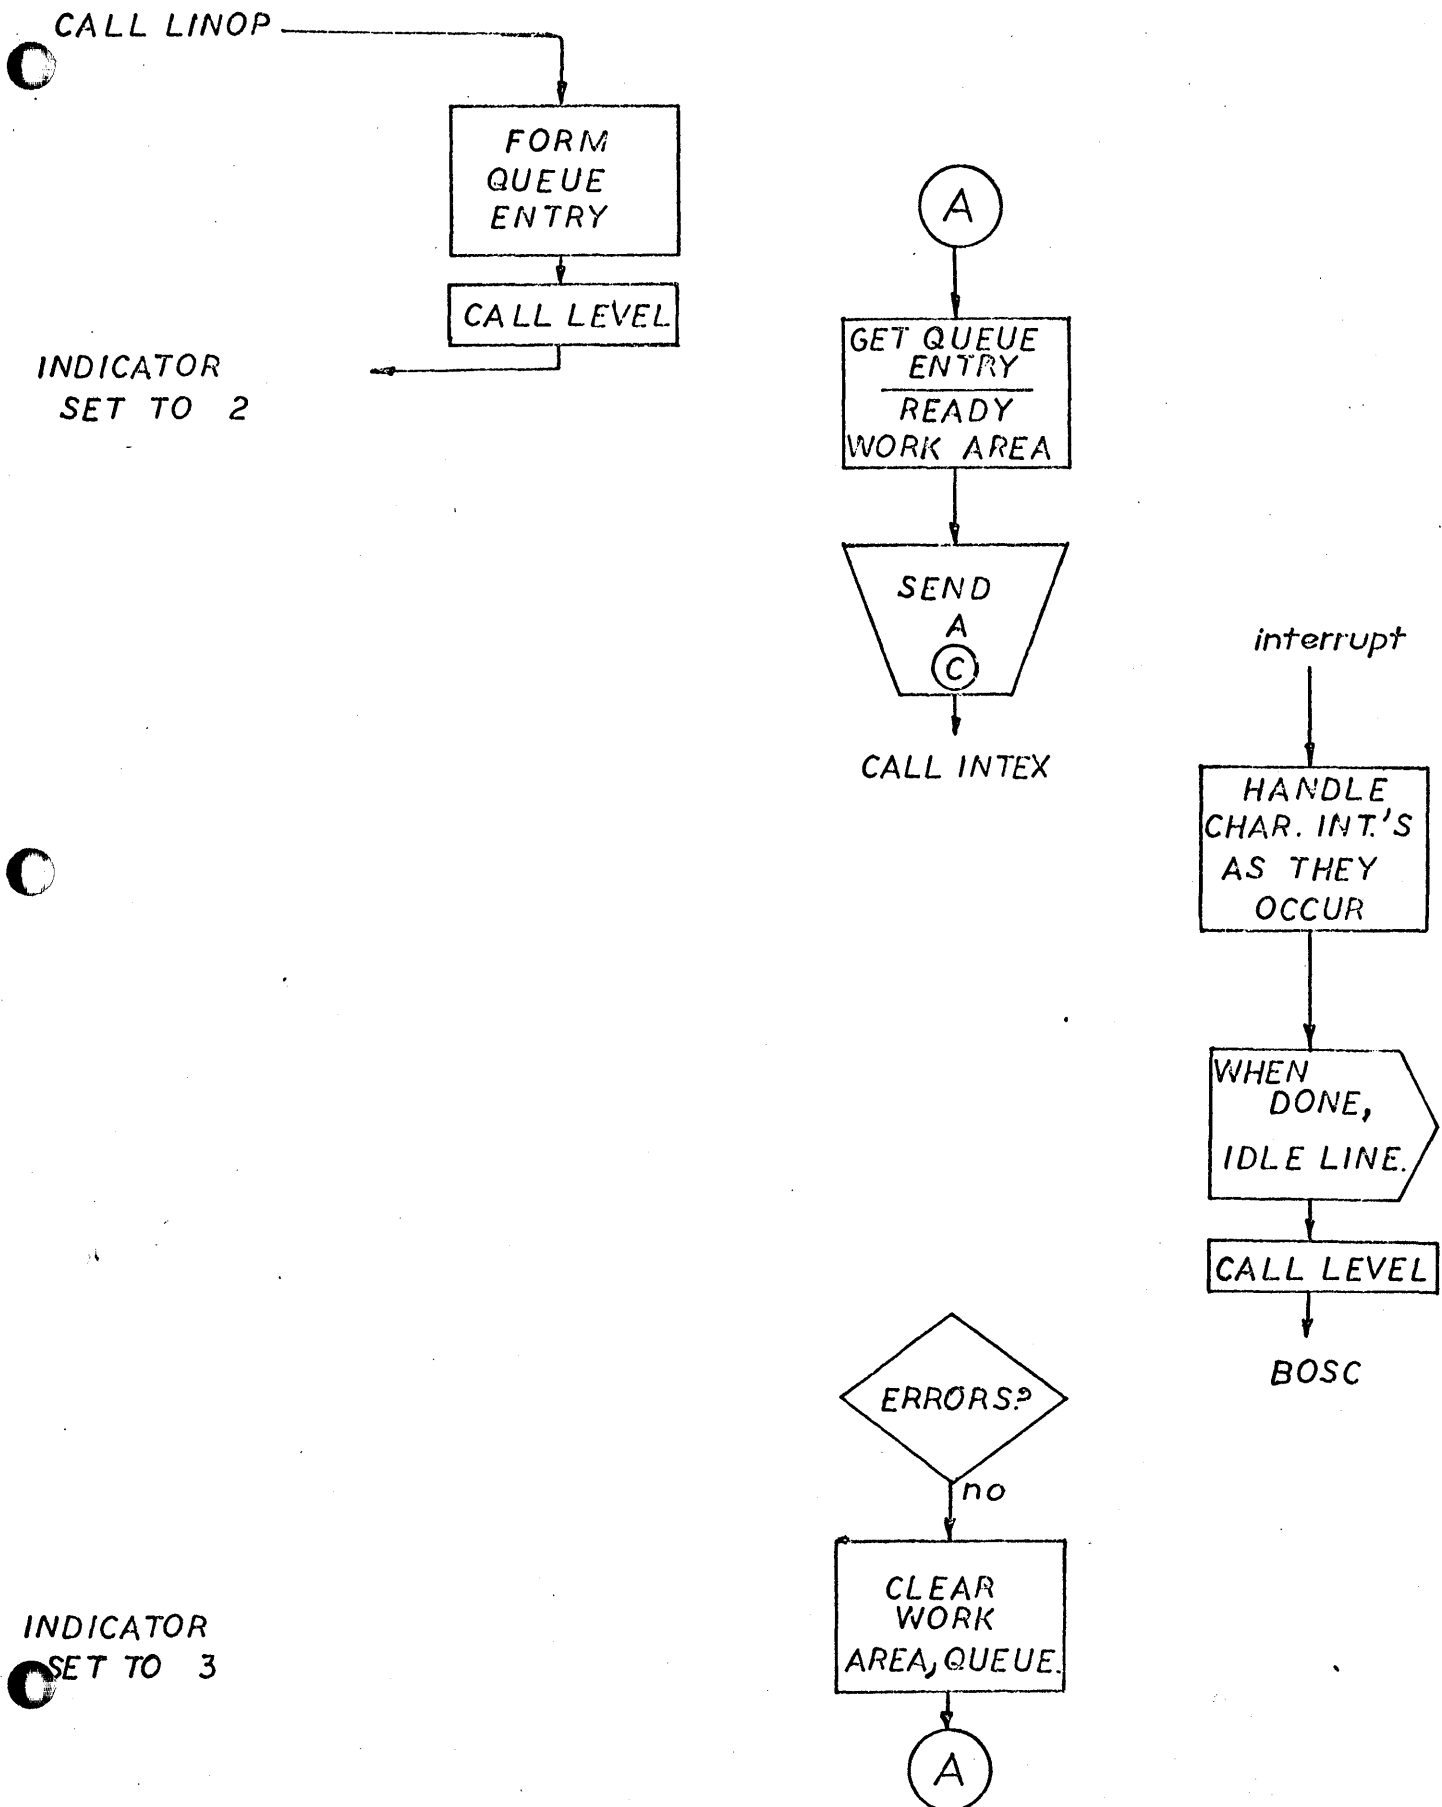 CALL LINOP
FORM
QUEUE
ENTRY
CALL LEVEL
INDICATOR
SET TO 2
A
GET QUEUE
ENTRY
READY
WORK AREA
SEND
A
C
CALL INTEX
interrupt
HANDLE
CHAR. INT.'S
AS THEY
OCCUR
WHEN
DONE,
IDLE LINE.
CALL LEVEL
BOSC
ERRORS?
no
CLEAR
WORK
AREA, QUEUE.
INDICATOR
SET TO 3
A